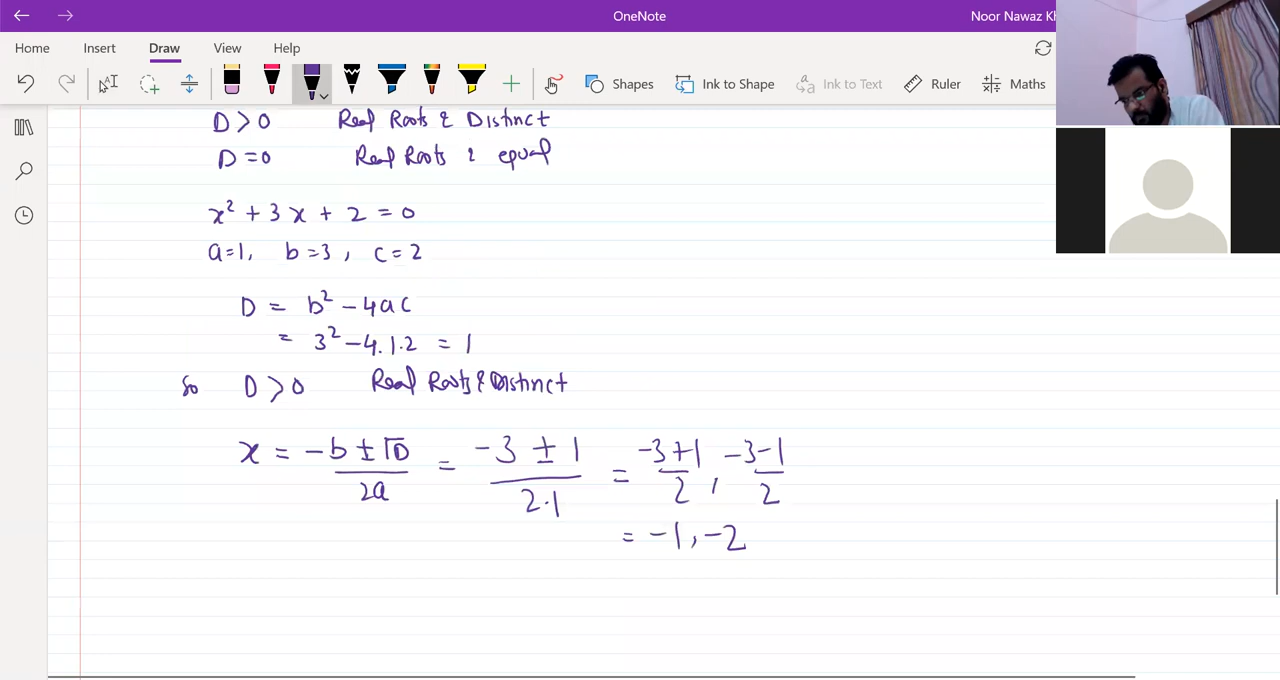 OneNote
Noor Nawaz Kh
Home Insert Draw View Help
Shapes Ink to Shape Ink to Text Ruler Maths
D > 0 Real Roots & Distinct
D = 0 Real Roots & equal
x² + 3x + 2 = 0
a=1, b=3, c=2
D = b² - 4ac
= 3² - 4.1.2 = 1
So D > 0 Real Roots & Distinct
x = (-b ± √D)/2a = (-3 ± 1)/2·1 = (-3+1)/2, (-3-1)/2
= -1, -2